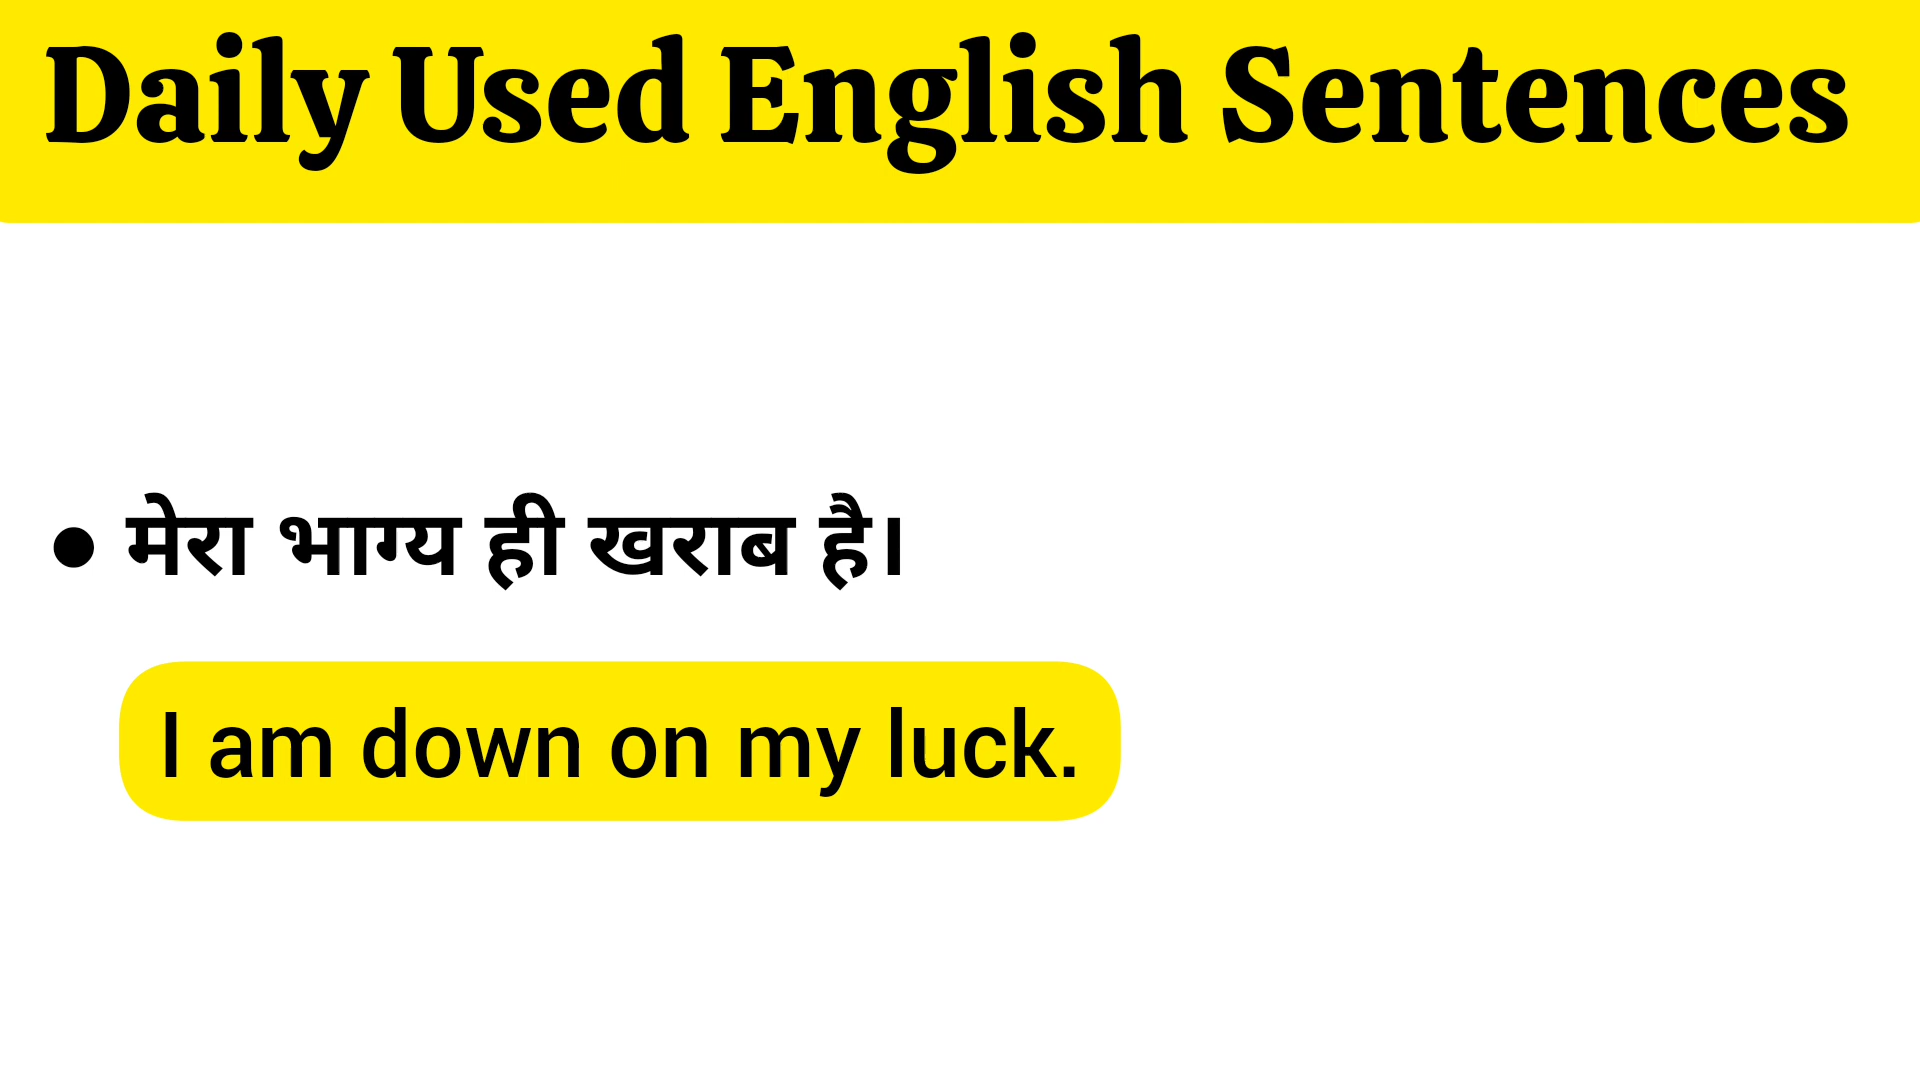 Daily Used English Sentences
• मेरा भाग्य ही खराब है।
I am down on my luck.